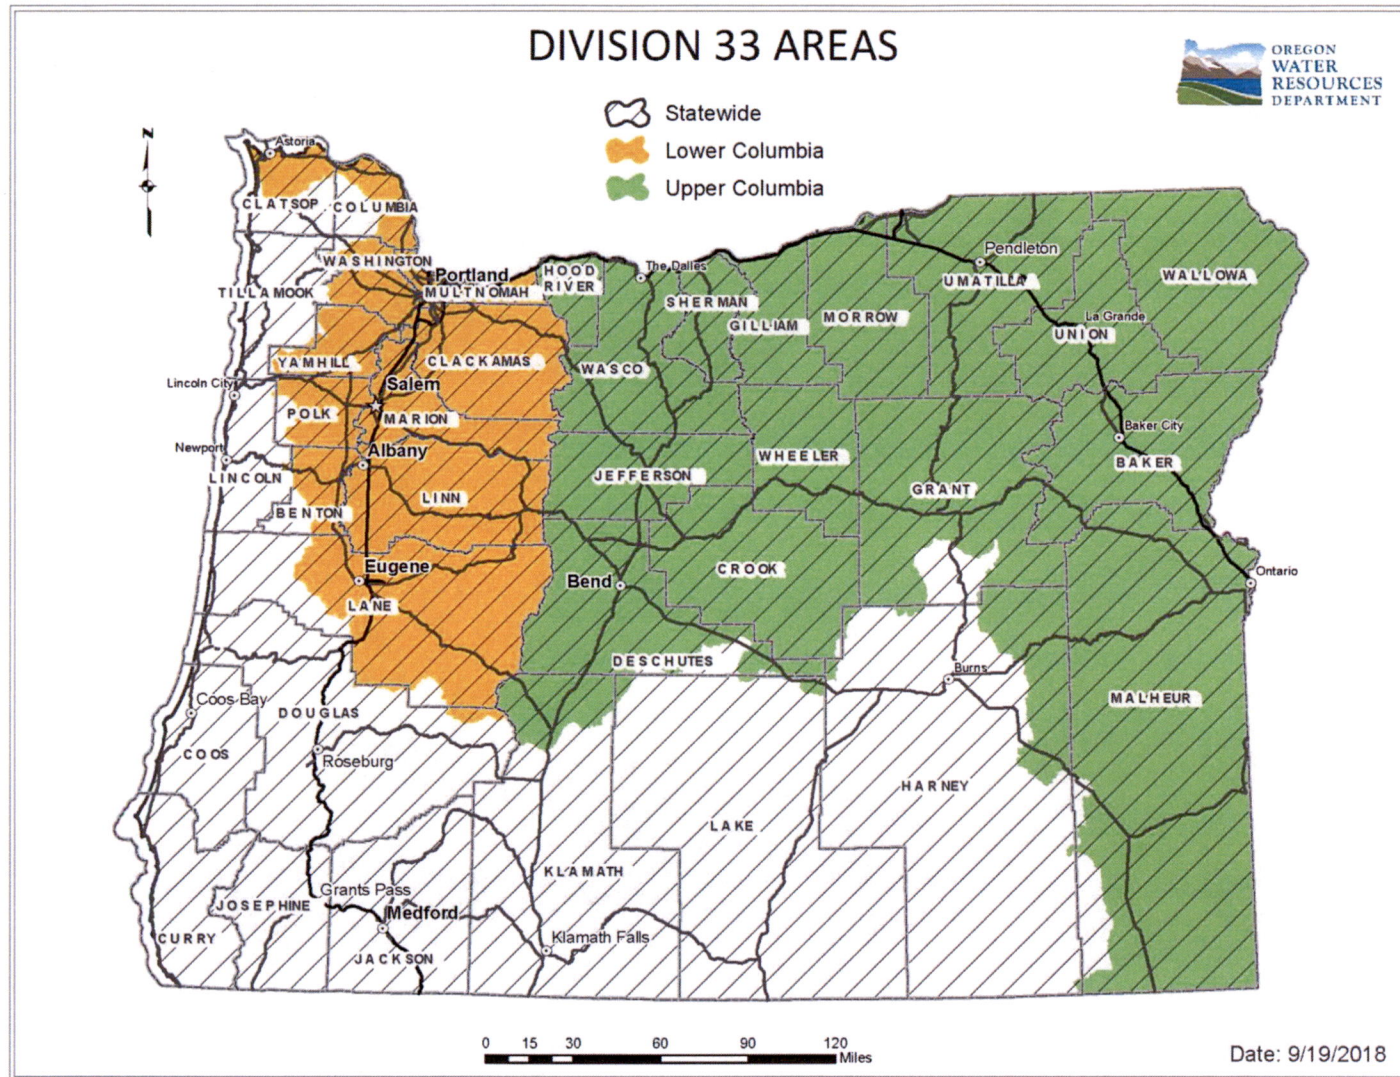 DIVISION 33 AREAS
OREGON
WATER
RESOURCES
DEPARTMENT
Statewide
Lower Columbia
Upper Columbia
N
Astoria
CLATSOP
COLUMBIA
WASHINGTON
Portland
HOOD
RIVER
The Dalles
Pendleton
WALLOWA
TILLAMOOK
MULTNOMAH
SHERMAN
UMATILLA
GILLIAM
MORROW
La Grande
UNION
YAMHILL
CLACKAMAS
WASCO
Lincoln City
Salem
POLK
MARION
Baker City
Newport
Albany
WHEELER
BAKER
LINCOLN
JEFFERSON
LINN
GRANT
BENTON
Eugene
Bend
CROOK
Ontario
LANE
DESCHUTES
Burns
Coos Bay
DOUGLAS
MALHEUR
COOS
Roseburg
HARNEY
LAKE
KLAMATH
Grants Pass
JOSEPHINE
Medford
CURRY
Klamath Falls
JACKSON
0 15 30 60 90 120
Miles
Date: 9/19/2018